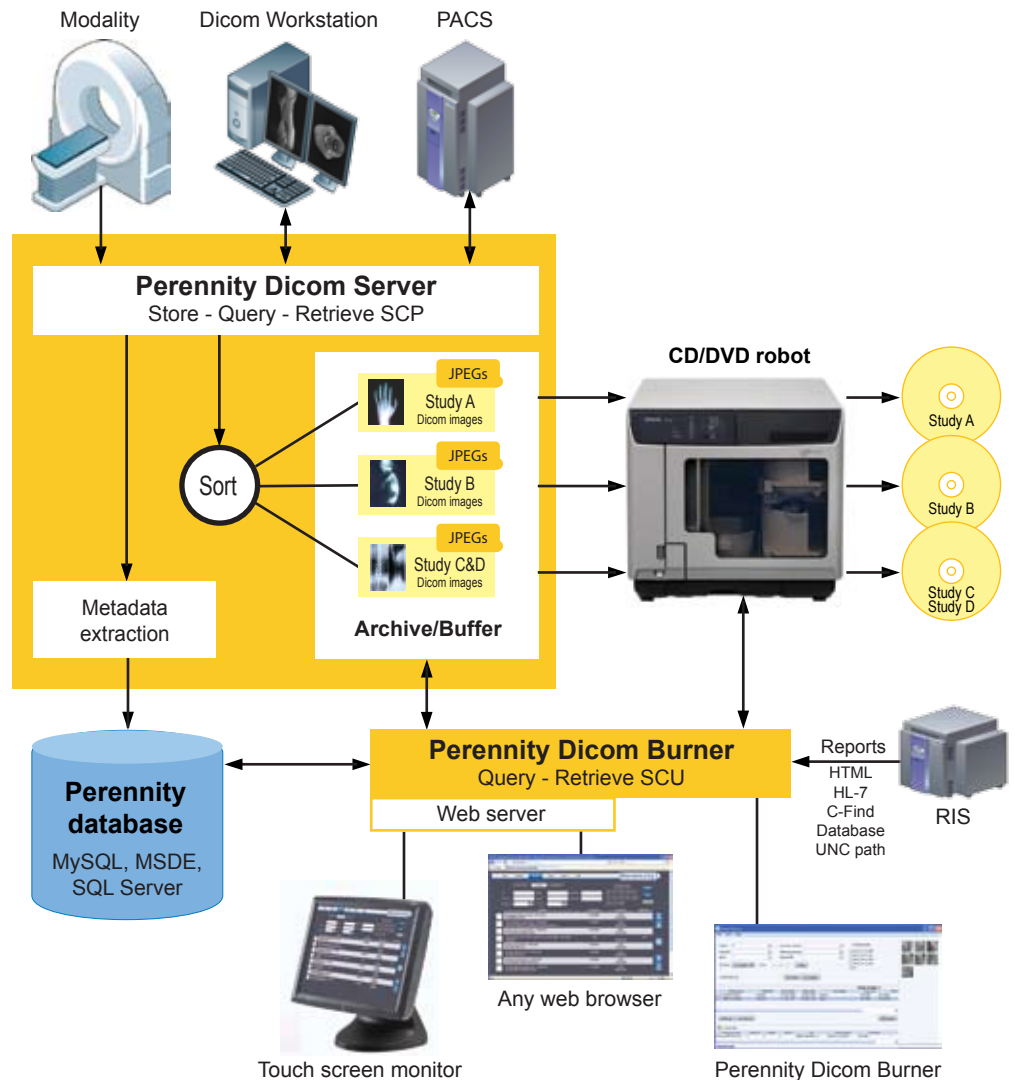 Modality
Dicom Workstation
PACS
Perennity Dicom Server
Store - Query - Retrieve SCP
CD/DVD robot
JPEGs
Study A
Dicom images
JPEGs
Study B
Dicom images
JPEGs
Study C&D
Dicom images
Archive/Buffer
Sort
Metadata
extraction
Study A
Study B
Study C
Study D
Perennity
database
MySQL, MSDE,
SQL Server
Perennity Dicom Burner
Query - Retrieve SCU
Web server
Reports
HTML
HL-7
C-Find
Database
UNC path
RIS
Any web browser
Touch screen monitor
Perennity Dicom Burner